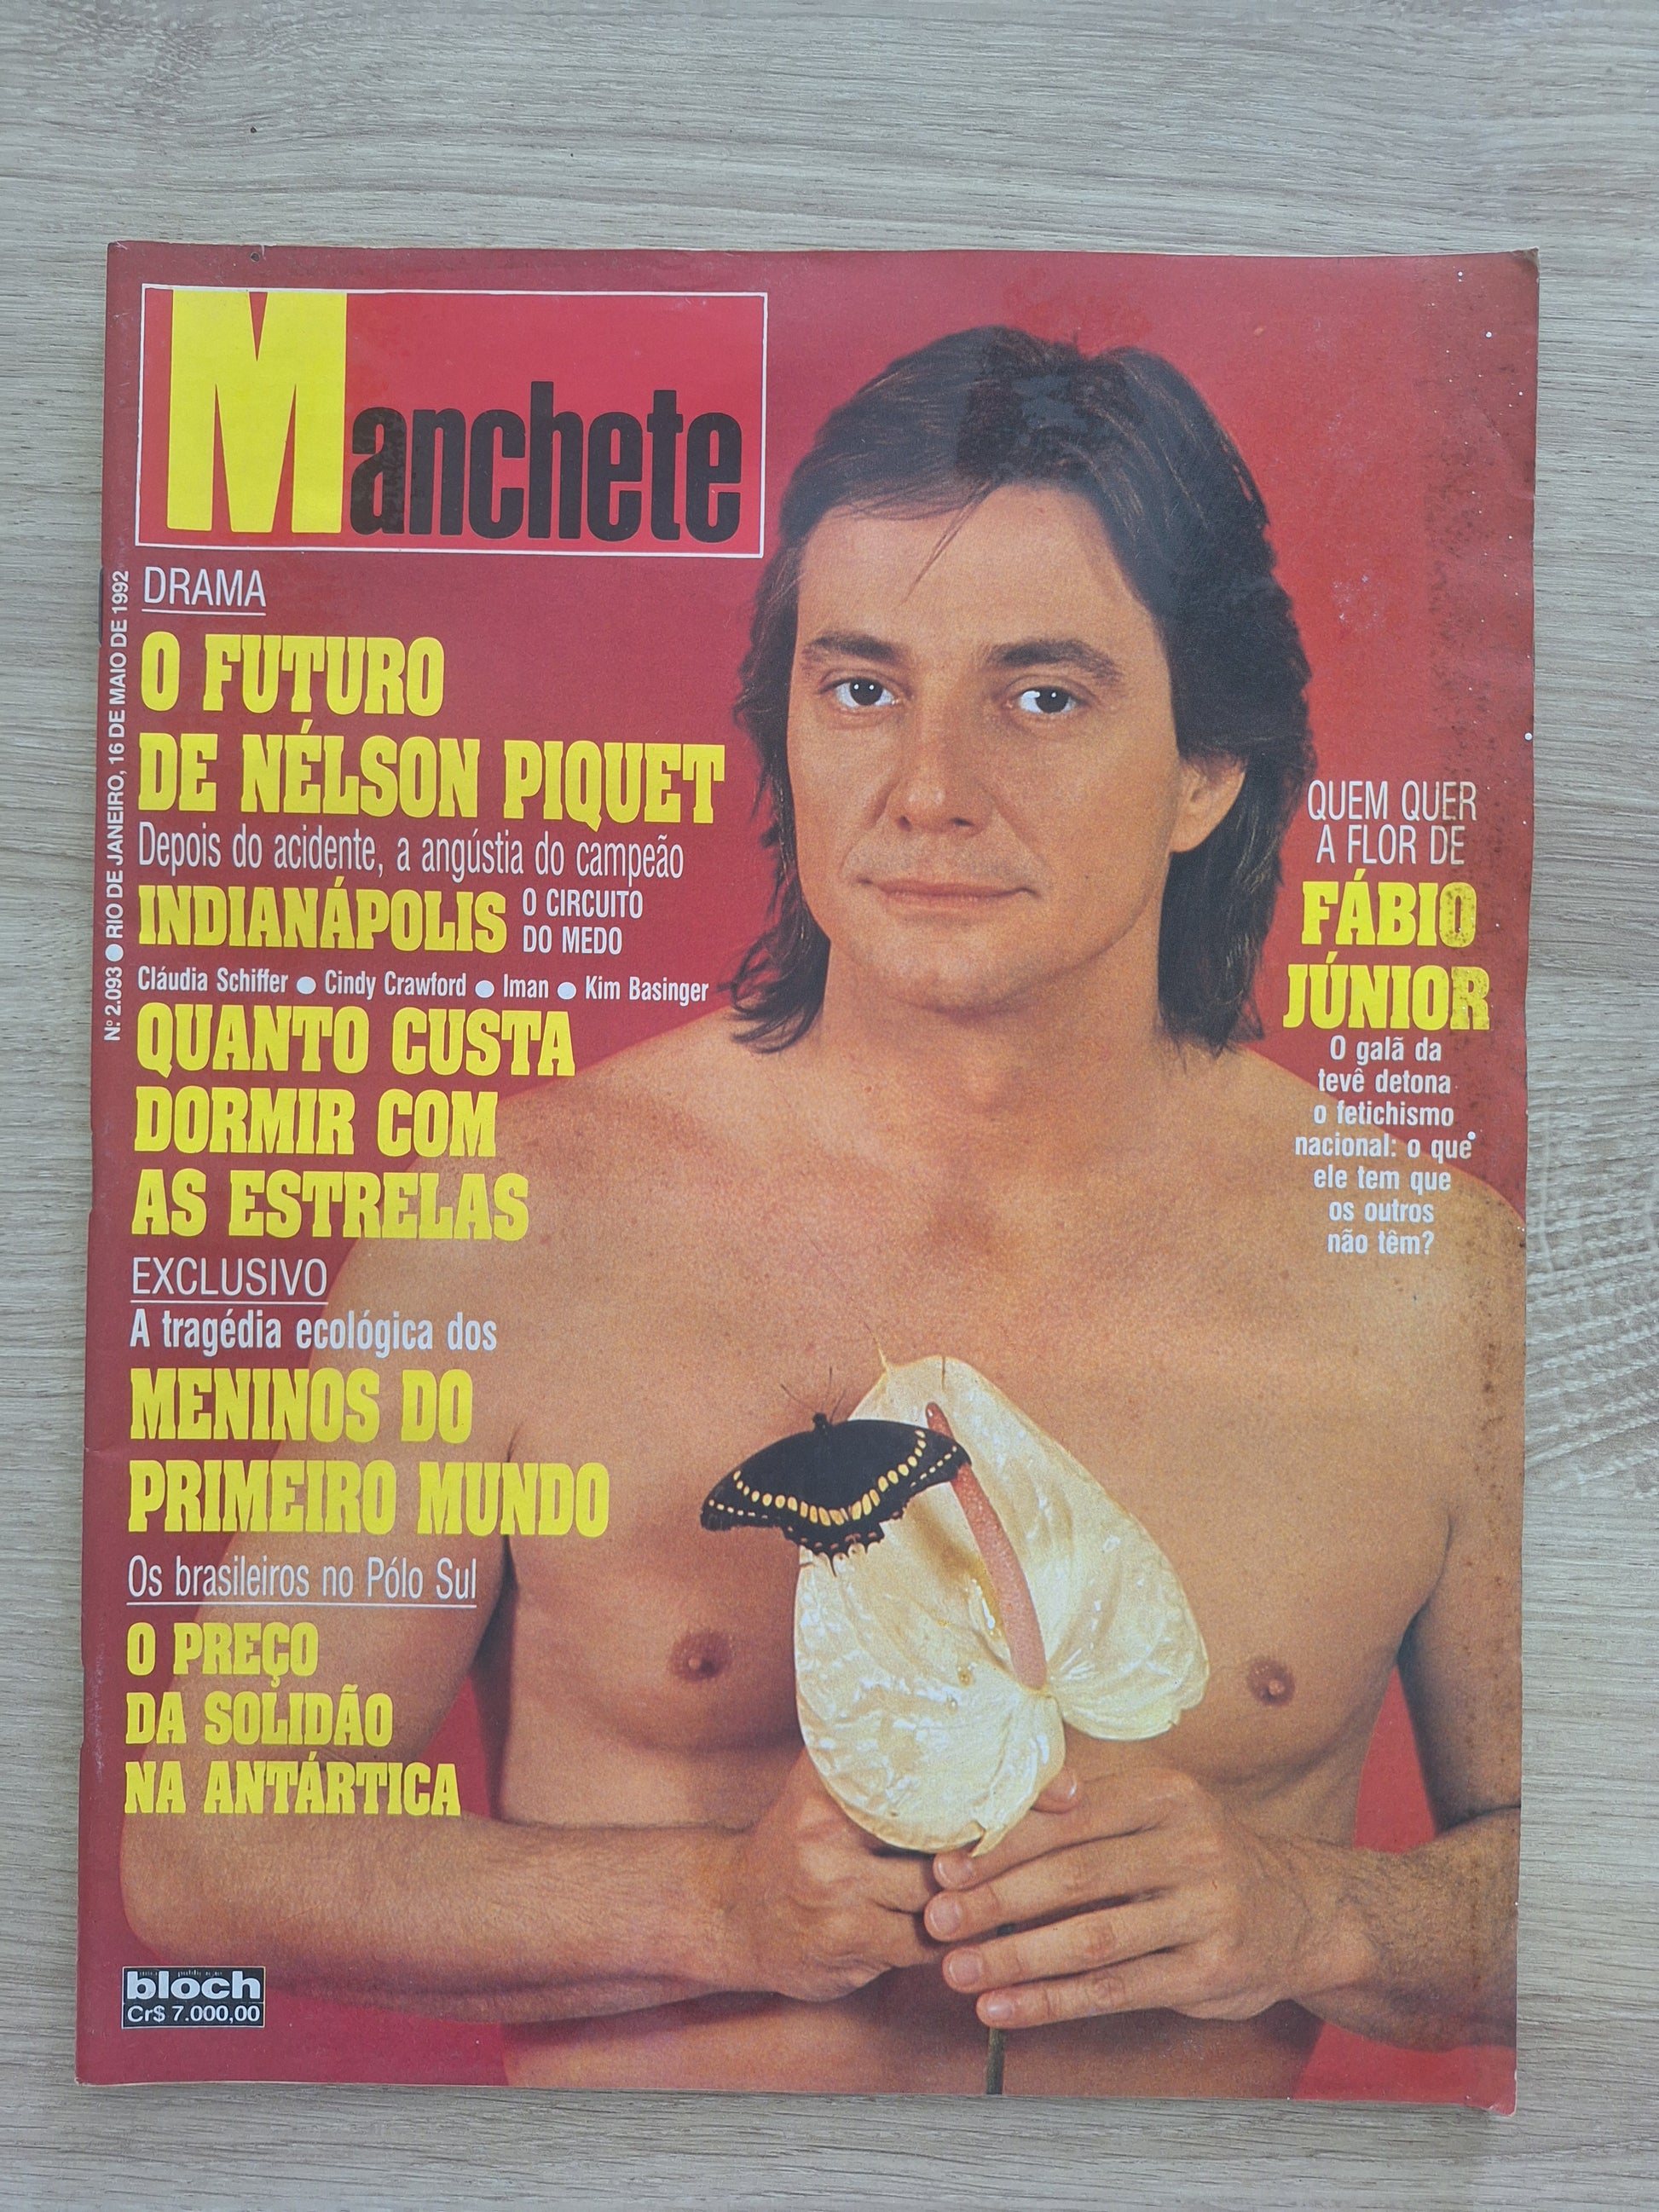 Manchete
Nº 2.093 ● RIO DE JANEIRO, 16 DE MAIO DE 1992
DRAMA
O FUTURO
DE NÉLSON PIQUET
Depois do acidente, a angústia do campeão
INDIANÁPOLIS O CIRCUITO
DO MEDO
Cláudia Schiffer ● Cindy Crawford ● Iman ● Kim Basinger
QUANTO CUSTA
DORMIR COM
AS ESTRELAS
EXCLUSIVO
A tragédia ecológica dos
MENINOS DO
PRIMEIRO MUNDO
Os brasileiros no Pólo Sul
O PREÇO
DA SOLIDÃO
NA ANTÁRTICA
QUEM QUER
A FLOR DE
FÁBIO
JÚNIOR
O galã da
tevê detona
o fetichismo
nacional: o que
ele tem que
os outros
não têm?
bloch
Cr$ 7.000,00